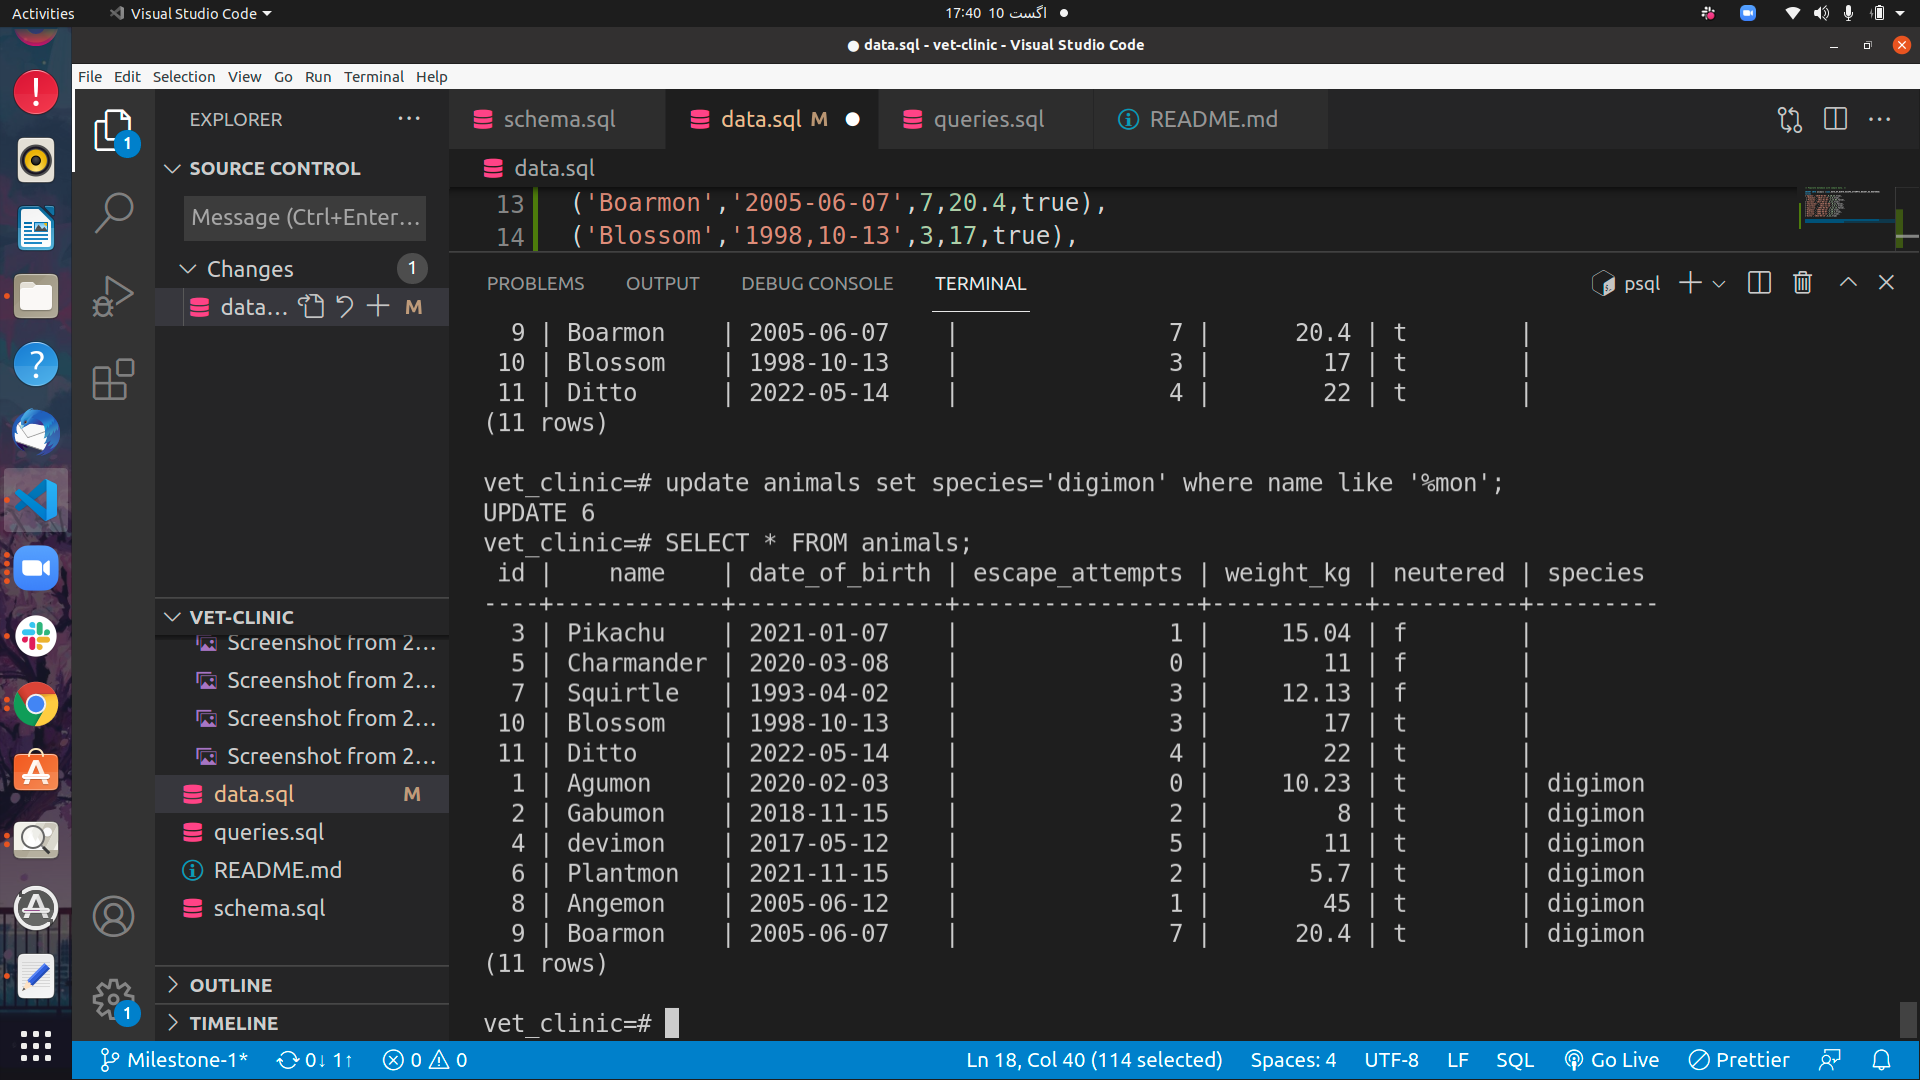 Activities
Visual Studio Code
17:40 10 اگست
data.sql - vet-clinic - Visual Studio Code
File Edit Selection View Go Run Terminal Help
EXPLORER
SOURCE CONTROL
Message (Ctrl+Enter...
Changes
1
data...
M
VET-CLINIC
Screenshot from 2...
Screenshot from 2...
Screenshot from 2...
Screenshot from 2...
data.sql M
queries.sql
README.md
schema.sql
OUTLINE
TIMELINE
1
1
schema.sql
data.sql M
queries.sql
README.md
data.sql
13 ('Boarmon','2005-06-07',7,20.4,true),
14 ('Blossom','1998,10-13',3,17,true),
PROBLEMS OUTPUT DEBUG CONSOLE TERMINAL
psql
9 | Boarmon | 2005-06-07 | 7 | 20.4 | t |
10 | Blossom | 1998-10-13 | 3 | 17 | t |
11 | Ditto | 2022-05-14 | 4 | 22 | t |
(11 rows)
vet_clinic=# update animals set species='digimon' where name like '%mon';
UPDATE 6
vet_clinic=# SELECT * FROM animals;
id | name | date_of_birth | escape_attempts | weight_kg | neutered | species
----+------------+---------------+-----------------+-----------+----------+---------
3 | Pikachu | 2021-01-07 | 1 | 15.04 | f |
5 | Charmander | 2020-03-08 | 0 | 11 | f |
7 | Squirtle | 1993-04-02 | 3 | 12.13 | f |
10 | Blossom | 1998-10-13 | 3 | 17 | t |
11 | Ditto | 2022-05-14 | 4 | 22 | t |
1 | Agumon | 2020-02-03 | 0 | 10.23 | t | digimon
2 | Gabumon | 2018-11-15 | 2 | 8 | t | digimon
4 | devimon | 2017-05-12 | 5 | 11 | t | digimon
6 | Plantmon | 2021-11-15 | 2 | 5.7 | t | digimon
8 | Angemon | 2005-06-12 | 1 | 45 | t | digimon
9 | Boarmon | 2005-06-07 | 7 | 20.4 | t | digimon
(11 rows)
vet_clinic=#
Milestone-1* 0↓ 1↑ 0 0
Ln 18, Col 40 (114 selected) Spaces: 4 UTF-8 LF SQL Go Live Prettier